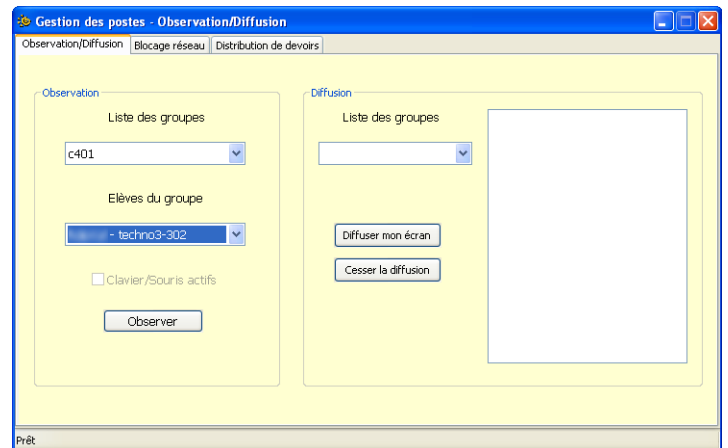 Gestion des postes - Observation/Diffusion
Observation/Diffusion Blocage réseau Distribution de devoirs
Observation
Liste des groupes
c401
Elèves du groupe
- techno3-302
Clavier/Souris actifs
Observer
Diffusion
Liste des groupes
Diffuser mon écran
Cesser la diffusion
Prêt